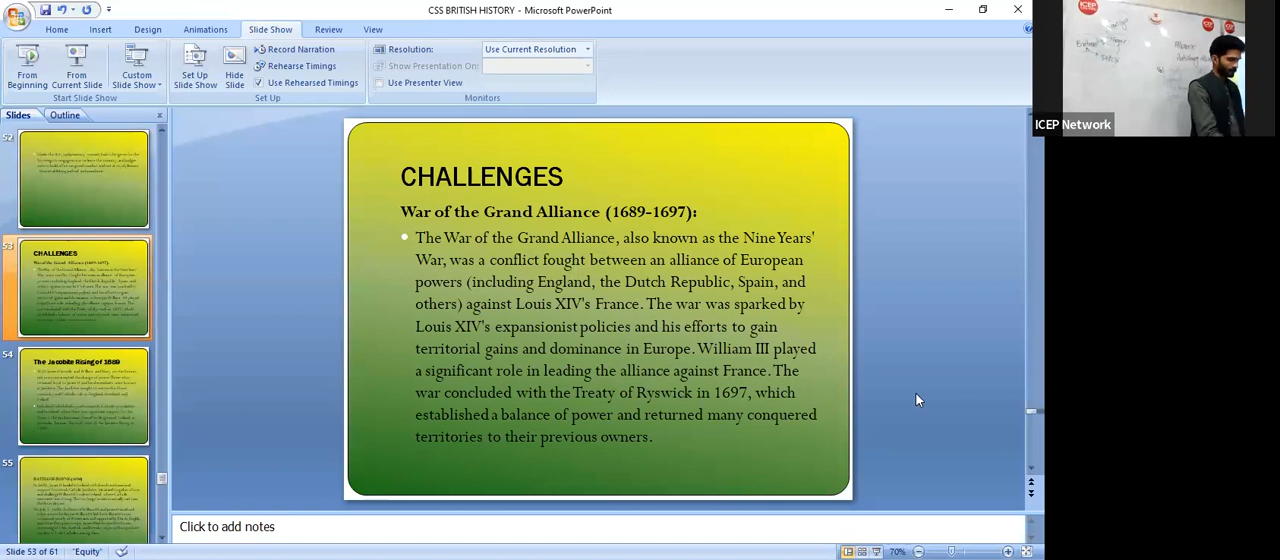 CSS BRITISH HISTORY - Microsoft PowerPoint
Home Insert Design Animations Slide Show Review View
From Beginning
From Current Slide
Custom Slide Show
Start Slide Show
Set Up Slide Show
Hide Slide
Record Narration
Rehearse Timings
Use Rehearsed Timings
Set Up
Resolution: Use Current Resolution
Show Presentation On:
Use Presenter View
Monitors
ICEP
ICEP Network
Slides Outline
52
53
CHALLENGES
54
The Jacobite Rising of 1689
55
CHALLENGES
War of the Grand Alliance (1689-1697):
The War of the Grand Alliance, also known as the Nine Years'
War, was a conflict fought between an alliance of European
powers (including England, the Dutch Republic, Spain, and
others) against Louis XIV's France. The war was sparked by
Louis XIV's expansionist policies and his efforts to gain
territorial gains and dominance in Europe. William III played
a significant role in leading the alliance against France. The
war concluded with the Treaty of Ryswick in 1697, which
established a balance of power and returned many conquered
territories to their previous owners.
Click to add notes
Slide 53 of 61 "Equity" 70%